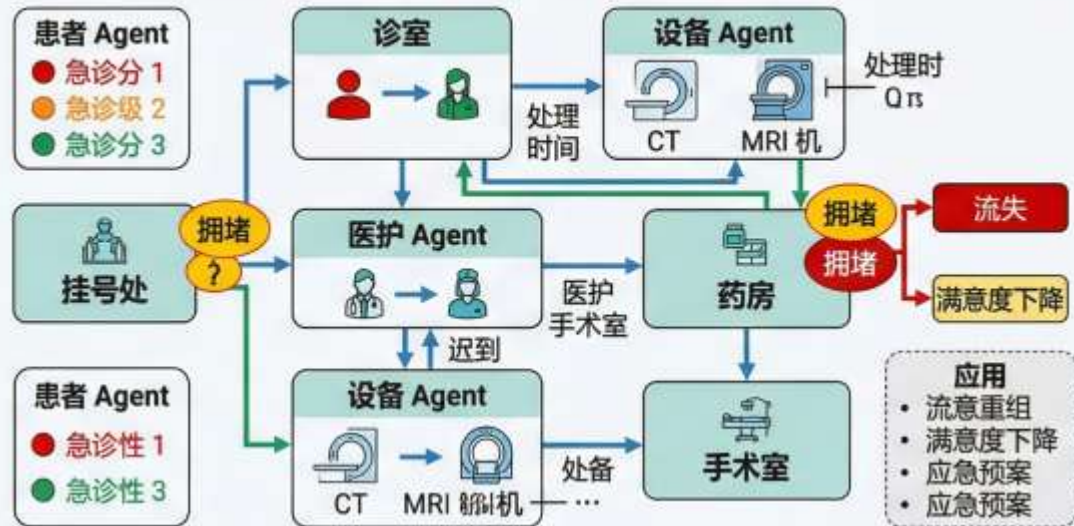 患者 Agent
急诊分 1
急诊级 2
急诊分 3
诊室
处理
时间
设备 Agent
CT
MRI 机
处理时
拥堵
?
挂号处
医护 Agent
医护
手术室
迟到
药房
拥堵
拥堵
流失
满意度下降
患者 Agent
急诊性 1
急诊性 3
设备 Agent
CT
MRI
机
...
处备
手术室
应用
• 流意重组
• 满意度下降
• 应急预案
• 应急预案